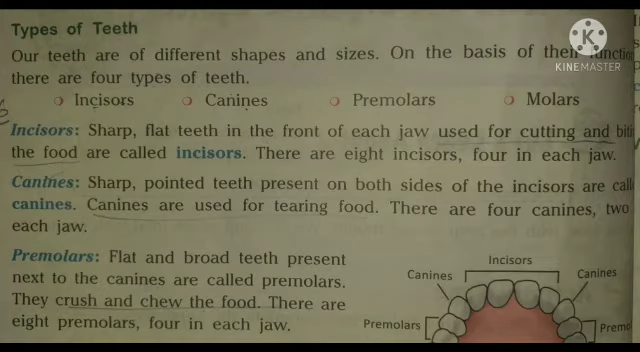 Types of Teeth
Our teeth are of different shapes and sizes. On the basis of their function
there are four types of teeth.
Incisors Canines Premolars Molars
KINEMASTER
Incisors: Sharp, flat teeth in the front of each jaw used for cutting and biti
the food are called incisors. There are eight incisors, four in each jaw.
Canines: Sharp, pointed teeth present on both sides of the incisors are call
canines. Canines are used for tearing food. There are four canines, two
each jaw.
Premolars: Flat and broad teeth present
next to the canines are called premolars.
They crush and chew the food. There are
eight premolars, four in each jaw.
Incisors
Canines Canines
Premolars Premo